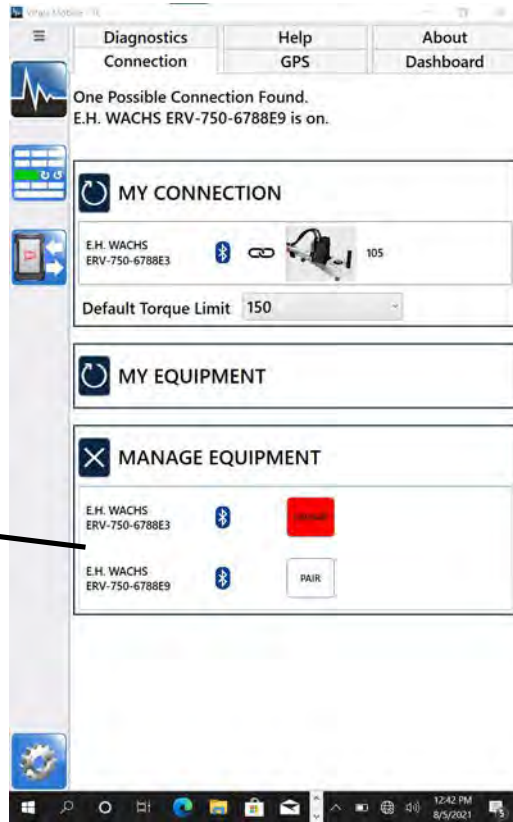 Diagnostics Help About
Connection GPS Dashboard
One Possible Connection Found.
E.H. WACHS ERV-750-6788E9 is on.
MY CONNECTION
E.H. WACHS
ERV-750-6788E3
105
Default Torque Limit 150
MY EQUIPMENT
MANAGE EQUIPMENT
E.H. WACHS
ERV-750-6788E3
E.H. WACHS
ERV-750-6788E9
PAIR
12:42 PM
8/5/2021